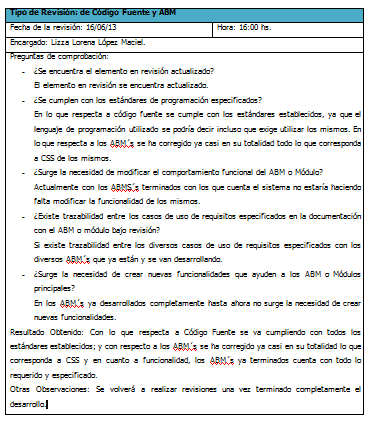 Tipo de Revisión: de Código Fuente y ABM
Fecha de la revisión: 16/06/13 Hora: 16:00 hs.
Encargado: Lizza Lorena López Maciel.
Preguntas de comprobación:
- ¿Se encuentra el elemento en revisión actualizado?
El elemento en revisión se encuentra actualizado.
- ¿Se cumplen con los estándares de programación especificados?
En lo que respecta a código fuente se cumple con los estándares establecidos, ya que el
lenguaje de programación utilizado se podría decir incluso que exige utilizar los mismos. En
lo que respecta a los ABM´s se ha corregido ya casi en su totalidad todo lo que corresponda
a CSS de los mismos.
- ¿Surge la necesidad de modificar el comportamiento funcional del ABM o Módulo?
Actualmente con los ABMS´s terminados con los que cuenta el sistema no estaría haciendo
falta modificar la funcionalidad de los mismos.
- ¿Existe trazabilidad entre los casos de uso de requisitos especificados en la documentación
con el ABM o módulo bajo revisión?
Si existe trazabilidad entre los diversos casos de uso de requisitos especificados con los
diversos ABM´s que ya están y se van desarrollando.
- ¿Surge la necesidad de crear nuevas funcionalidades que ayuden a los ABM o Módulos
principales?
En los ABM´s ya desarrollados completamente hasta ahora no surge la necesidad de crear
nuevas funcionalidades.
Resultado Obtenido: Con lo que respecta a Código Fuente se va cumpliendo con todos los
estándares establecidos; y con respecto a los ABM´s se ha corregido ya casi en su totalidad lo que
corresponda a CSS y en cuanto a funcionalidad, los ABM´s ya terminados cuenta con todo lo
requerido y especificado.
Otras Observaciones: Se volverá a realizar revisiones una vez terminado completamente el
desarrollo.